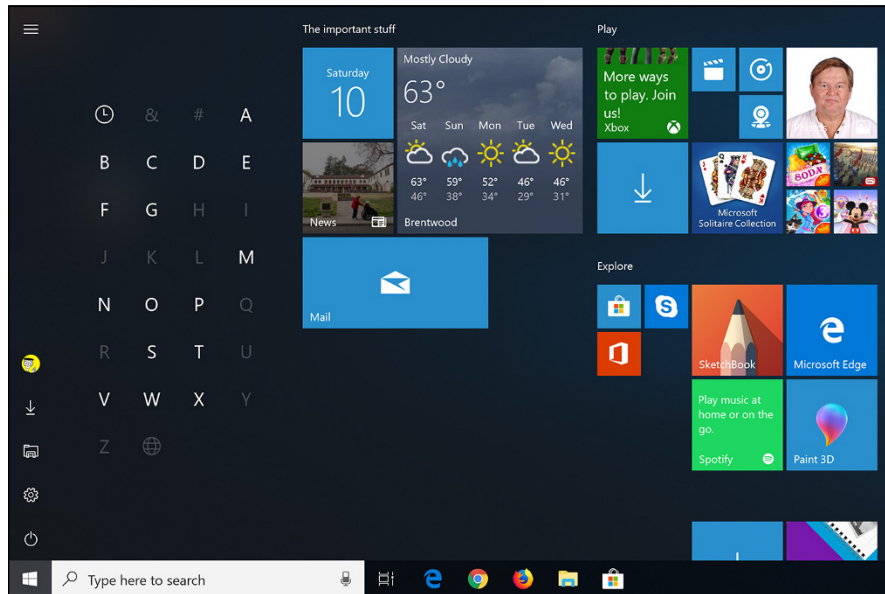 The important stuff
Play
Saturday
10
Mostly Cloudy
63°
Sat Sun Mon Tue Wed
63° 59° 52° 46° 46°
46° 38° 34° 29° 31°
Brentwood
News
Mail
More ways
to play. Join
us!
Xbox
Microsoft
Solitaire Collection
SODA
Explore
SketchBook
Microsoft Edge
Play music at
home or on the
go.
Spotify
Paint 3D
& # A
B C D E
F G H I
J K L M
N O P Q
R S T U
V W X Y
Z
Type here to search